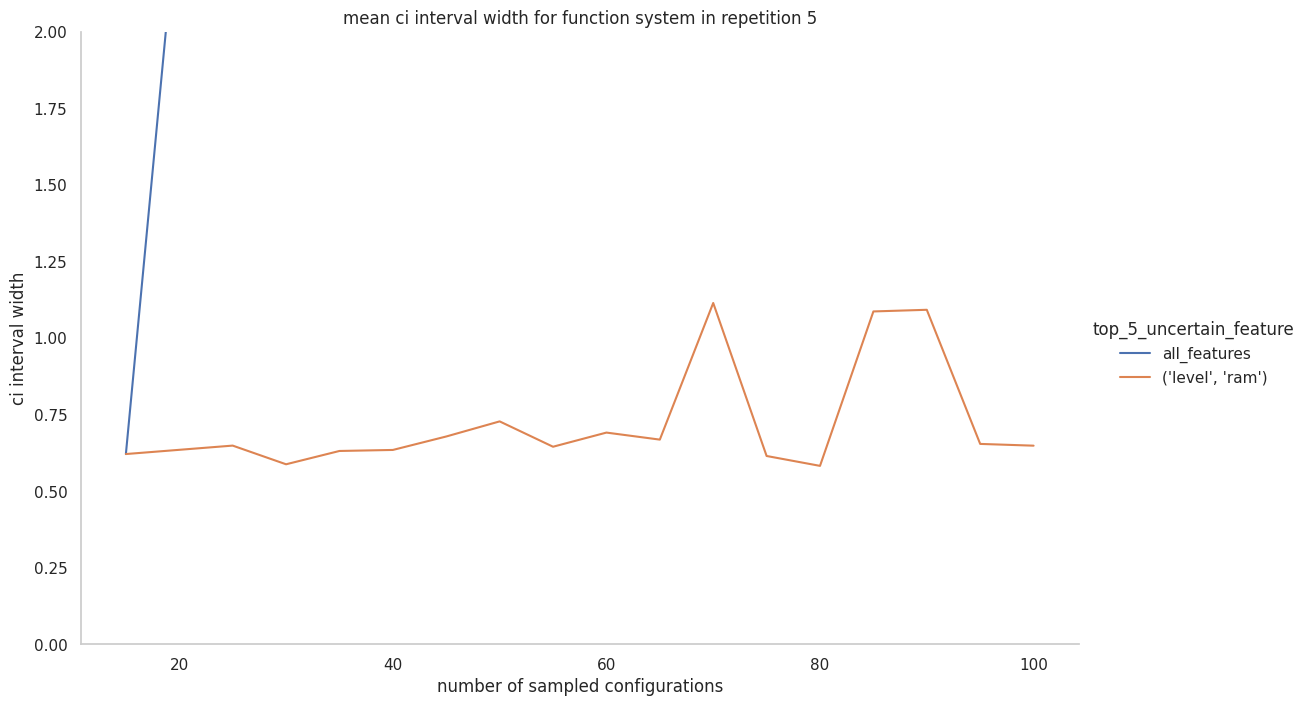 mean ci interval width for function system in repetition 5
2.00
1.75
1.50
1.25
1.00
0.75
0.50
0.25
0.00
ci interval width
20
40
60
80
100
number of sampled configurations
top_5_uncertain_feature
all_features
('level', 'ram')